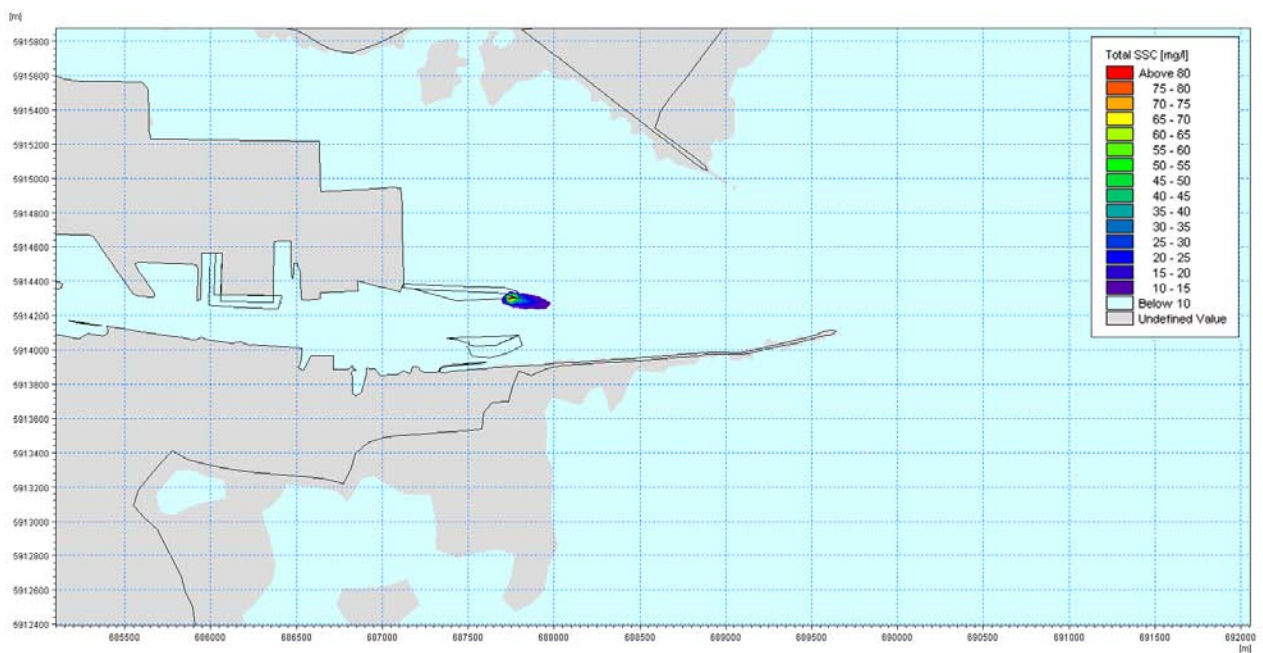 [m]
5915800
5915600
5915400
5915200
5915000
5914800
5914600
5914400
5914200
5914000
5913800
5913600
5913400
5913200
5913000
5912800
5912600
5912400
Total SSC [mg/l]
Above 80
75 - 80
70 - 75
65 - 70
60 - 65
55 - 60
50 - 55
45 - 50
40 - 45
35 - 40
30 - 35
25 - 30
20 - 25
15 - 20
10 - 15
Below 10
Undefined Value
685500 686000 686500 687000 687500 688000 688500 689000 689500 690000 690500 691000 691500 692000
[m]